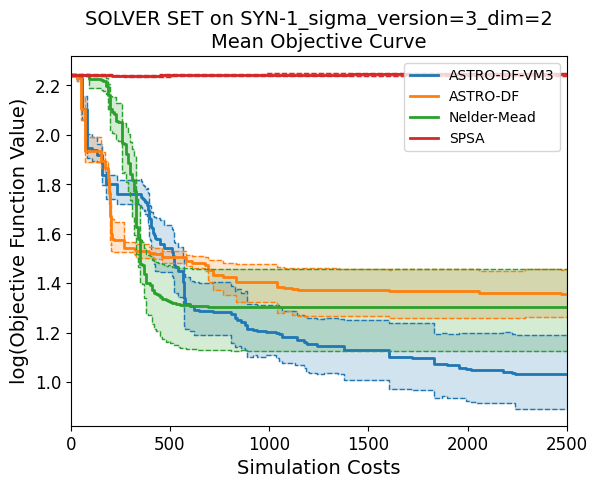 SOLVER SET on SYN-1_sigma_version=3_dim=2
Mean Objective Curve
ASTRO-DF-VM3
ASTRO-DF
Nelder-Mead
SPSA
log(Objective Function Value)
2.2
2.0
1.8
1.6
1.4
1.2
1.0
0
500
1000
1500
2000
2500
Simulation Costs